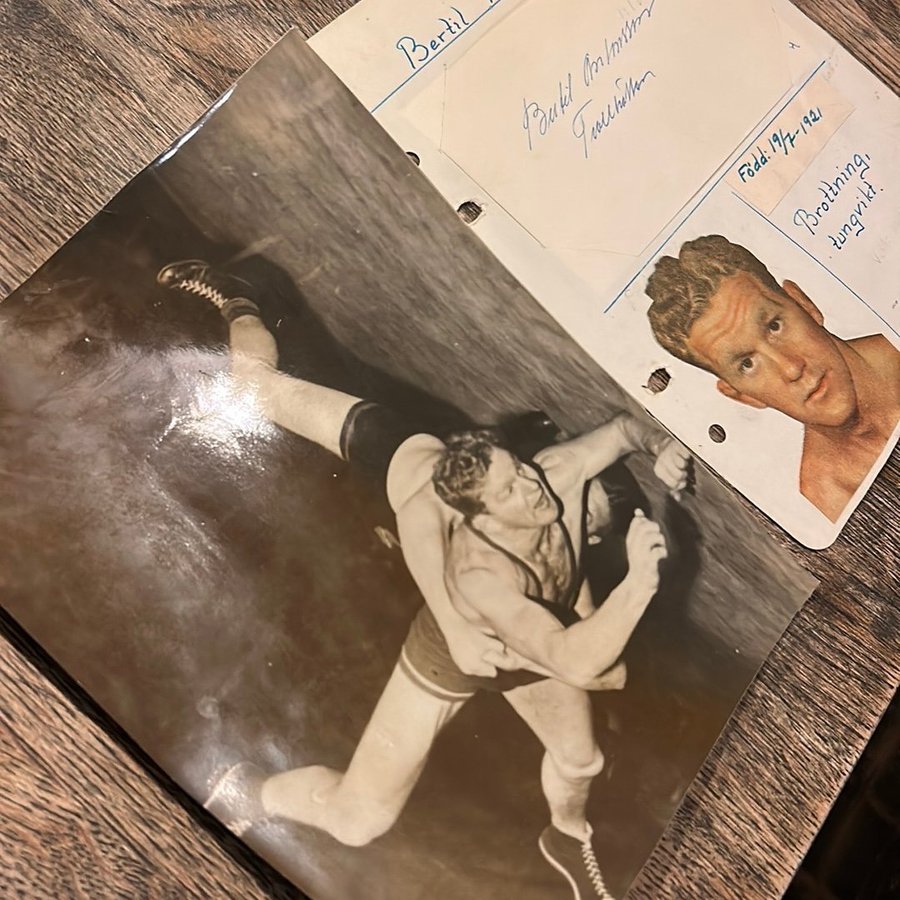 Bertil
Bertil Antonsson
Trollhättan
Född: 19/7-1921
Brottning,
tungvikt.